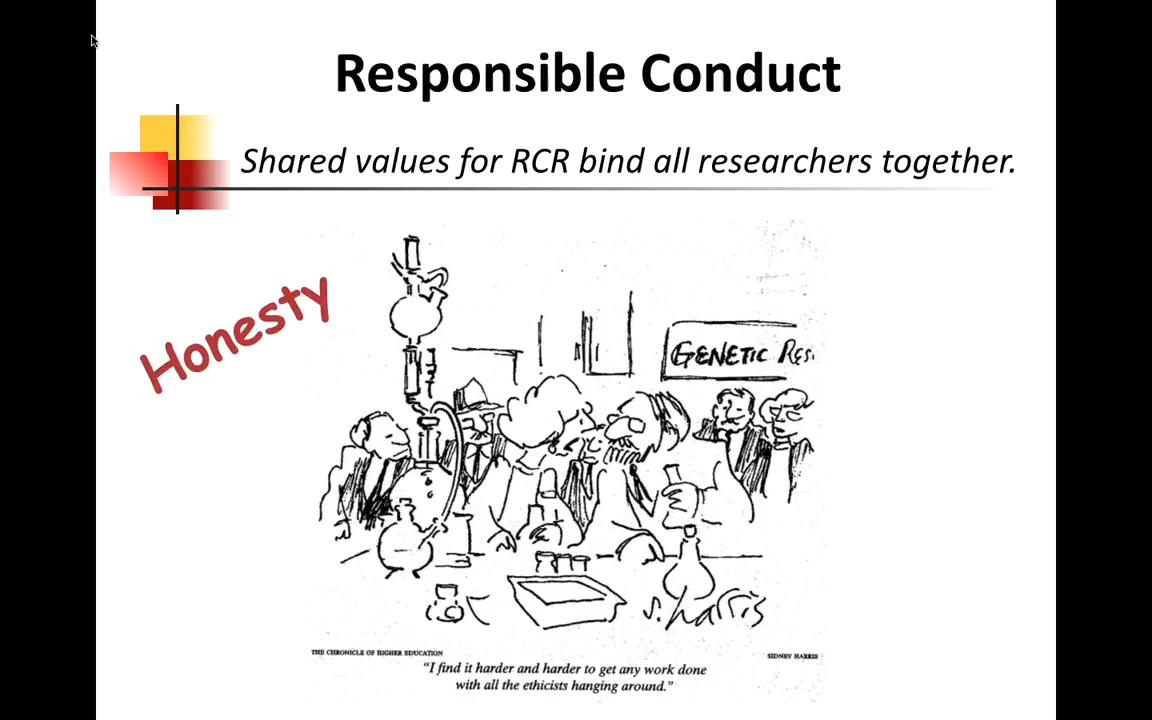 Responsible Conduct
Shared values for RCR bind all researchers together.
Honesty
GENETIC RES.
S. Harris
THE CHRONICLE OF HIGHER EDUCATION
SIDNEY HARRIS
“I find it harder and harder to get any work done
with all the ethicists hanging around.”